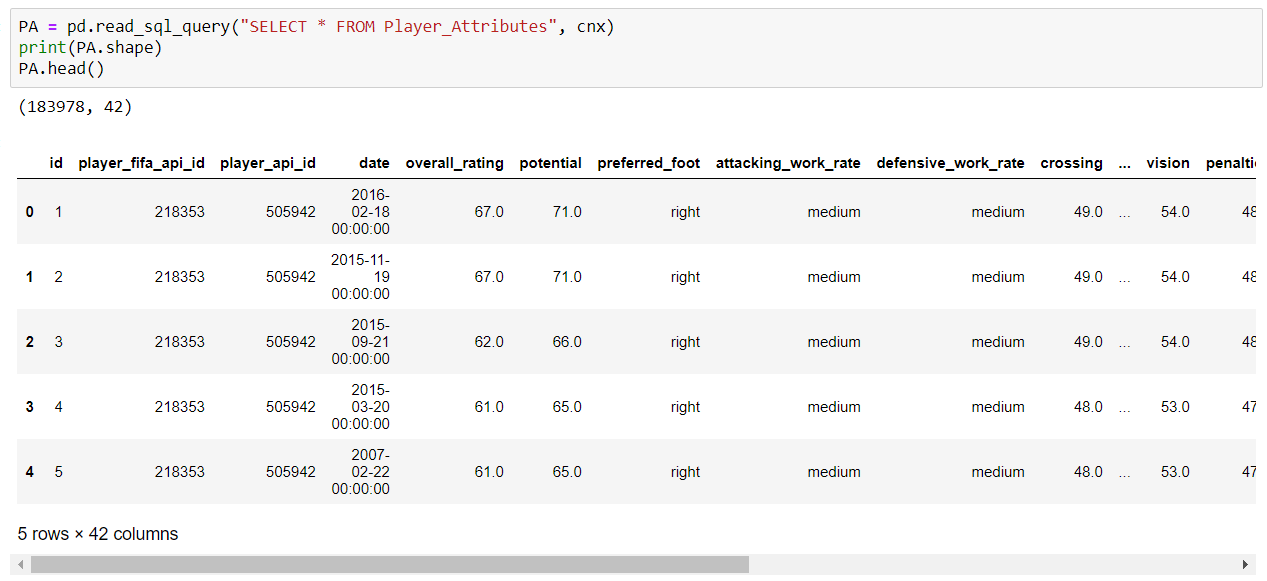 PA = pd.read_sql_query("SELECT * FROM Player_Attributes", cnx)
print(PA.shape)
PA.head()
(183978, 42)
id player_fifa_api_id player_api_id date overall_rating potential preferred_foot attacking_work_rate defensive_work_rate crossing ... vision
0 1 218353 505942 2016-02-18 00:00:00 67.0 71.0 right medium medium 49.0 ... 54.0 48
1 2 218353 505942 2015-11-19 00:00:00 67.0 71.0 right medium medium 49.0 ... 54.0 48
2 3 218353 505942 2015-09-21 00:00:00 62.0 66.0 right medium medium 49.0 ... 54.0 48
3 4 218353 505942 2015-03-20 00:00:00 61.0 65.0 right medium medium 48.0 ... 53.0 47
4 5 218353 505942 2007-02-22 00:00:00 61.0 65.0 right medium medium 48.0 ... 53.0 47
5 rows × 42 columns